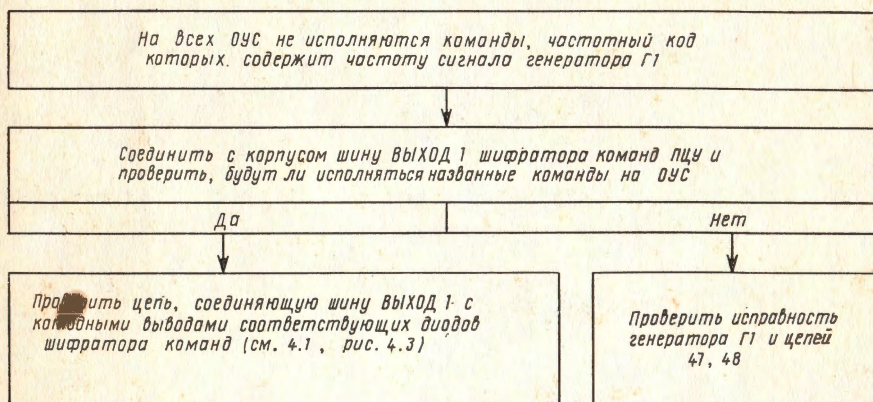 На всех ОУС не исполняются команды, частотный код
которых. содержит частоту сигнала генератора Г1
Соединить с корпусом шину ВЫХОД 1 шифратора команд ПЦУ и
проверить, будут ли исполняться названные команды на ОУС
Да
Нет
цепь, соединяющую шину ВЫХОД 1 с
выводами соответствующих диодов
шифратора команд (см. 4.1, рис. 4.3)
Проверить исправность
генератора Г1 и цепей
47, 48